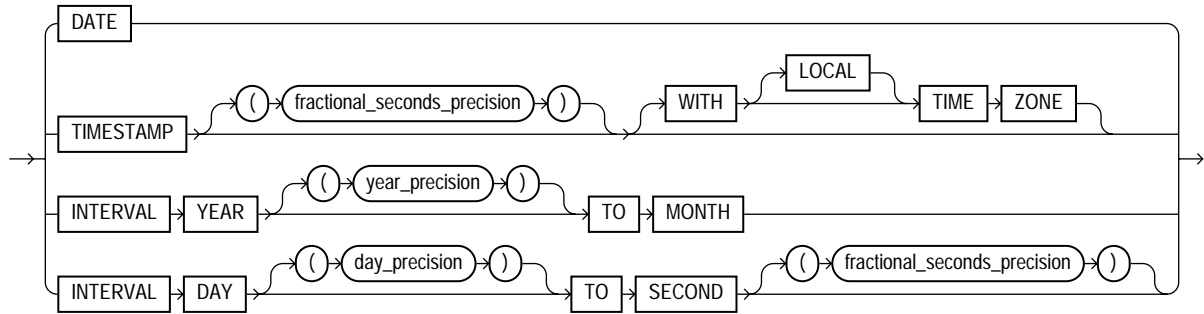 DATE
TIMESTAMP ( fractional_seconds_precision ) WITH LOCAL TIME ZONE
INTERVAL YEAR ( year_precision ) TO MONTH
INTERVAL DAY ( day_precision ) TO SECOND ( fractional_seconds_precision )